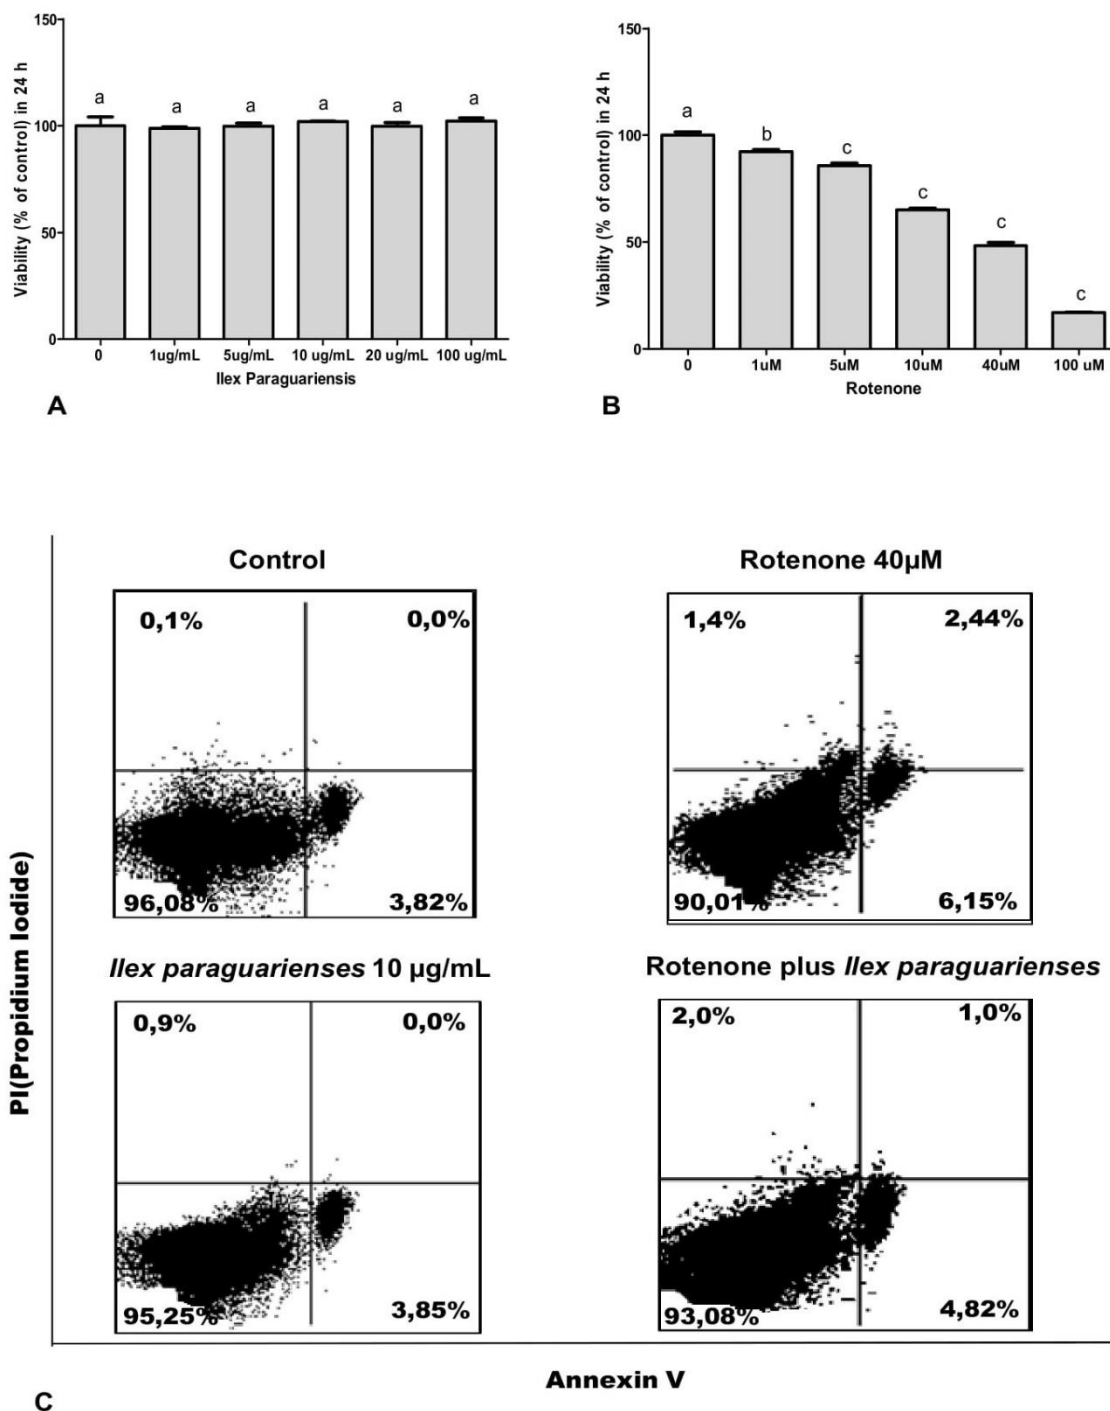 Viability (% of control) in 24 h
150
100
50
0
a a a a a a
0 1ug/mL 5ug/mL 10 ug/mL 20 ug/mL 100 ug/mL
Ilex Paraguariensis
A
Viability (% of control) in 24 h
150
100
50
0
a b c c c c
0 1uM 5uM 10uM 40uM 100 uM
Rotenone
B
PI(Propidium Iodide)
Control
0,1% 0,0%
96,08% 3,82%
Rotenone 40µM
1,4% 2,44%
90,01% 6,15%
Ilex paraguarienses 10 µg/mL
0,9% 0,0%
95,25% 3,85%
Rotenone plus Ilex paraguarienses
2,0% 1,0%
93,08% 4,82%
Annexin V
C